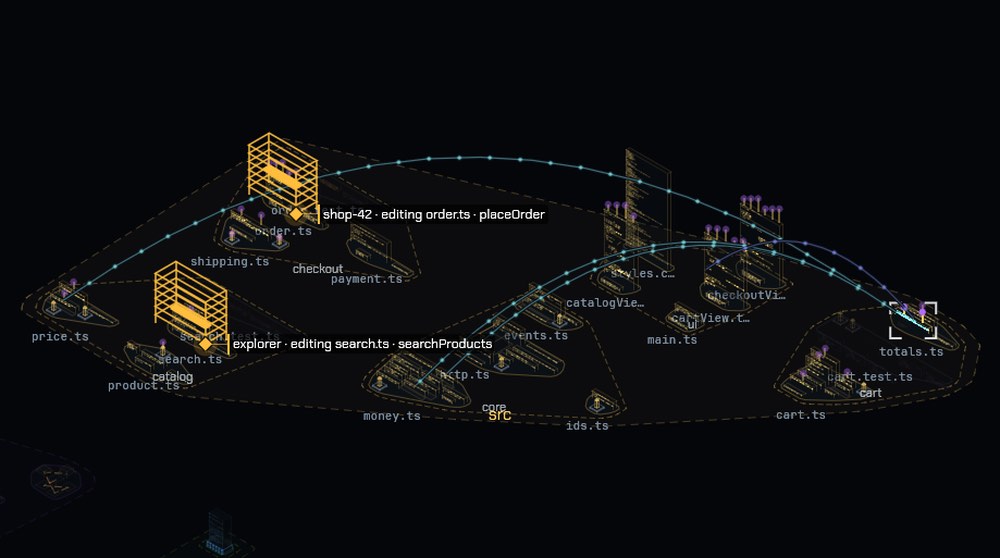 shop-42 · editing order.ts · placeOrder
order.ts
shipping.ts
checkout
payment.ts
styles.c…
catalogVie…
checkoutVi…
cartView.t…
ui
main.ts
price.ts
explorer · editing search.ts · searchProducts
search.ts
product.ts
catalog
events.ts
http.ts
money.ts
core
src
ids.ts
totals.ts
cart.test.ts
cart
cart.ts